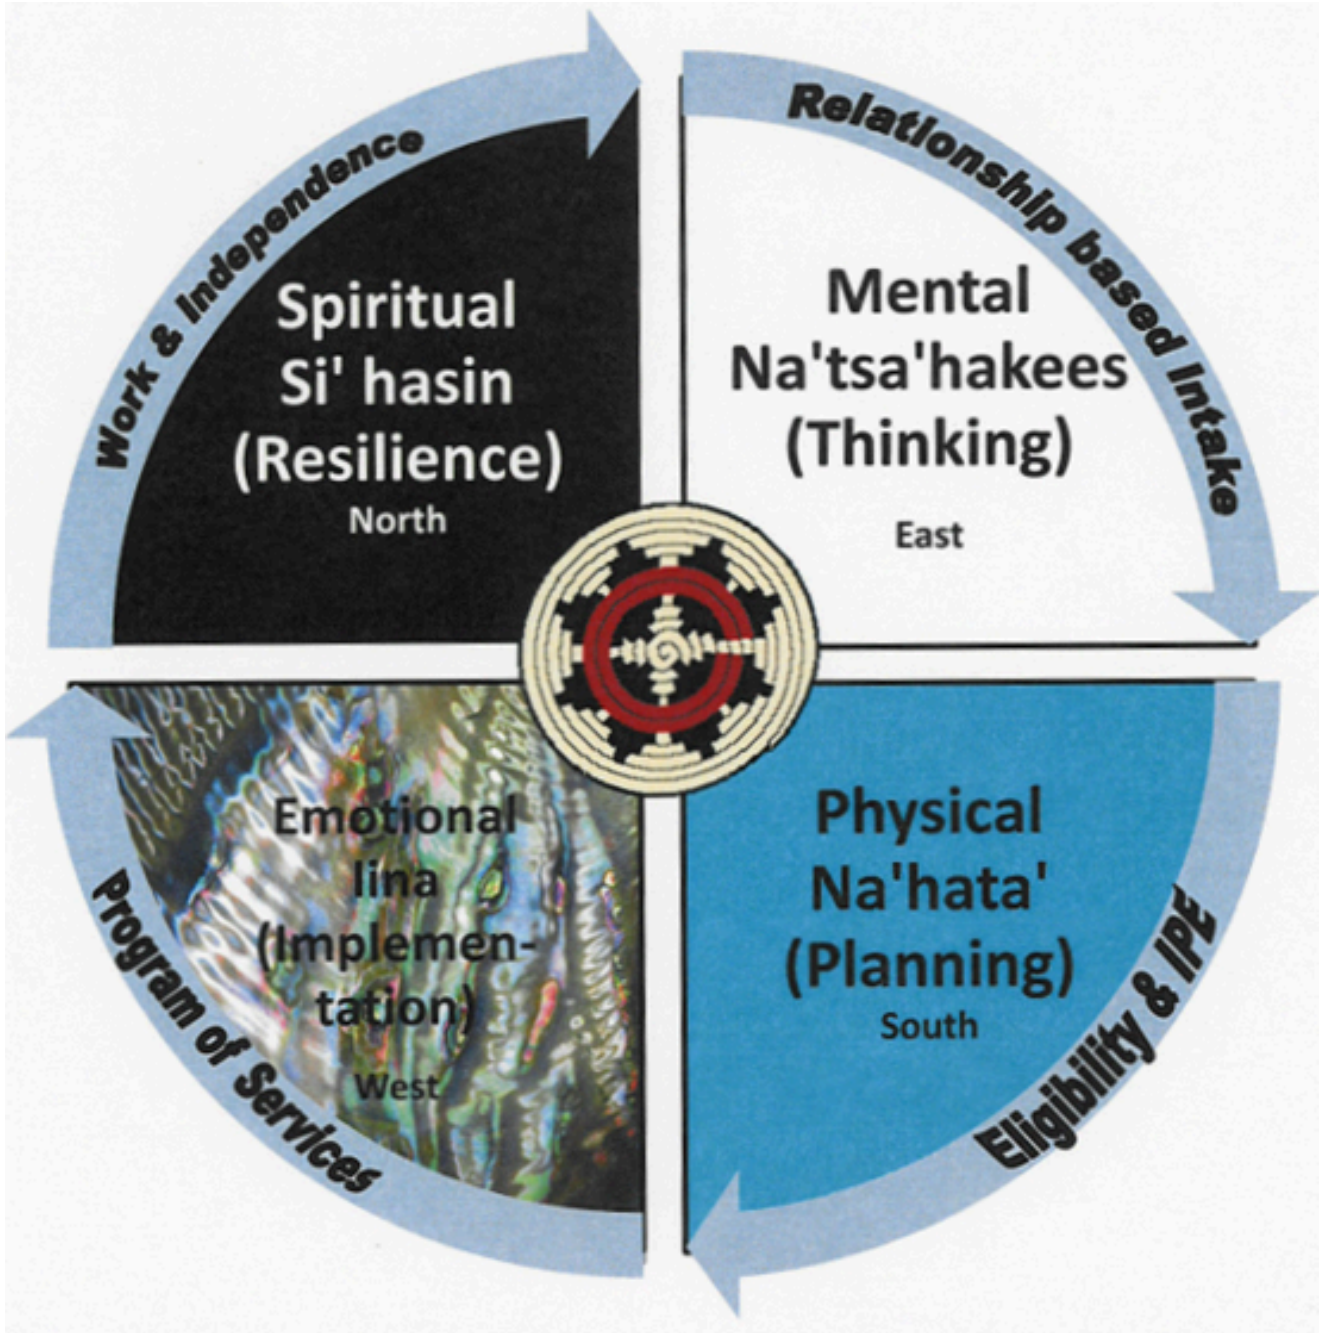 Work & Independence
Spiritual
Si' hasin
(Resilience)
North
Relationship based Intake
Mental
Na'tsa'hakees
(Thinking)
East
Physical
Na'hata'
(Planning)
South
Eligibility & IPE
Emotional
Iina
(Implemen-
tation)
West
Program of Services